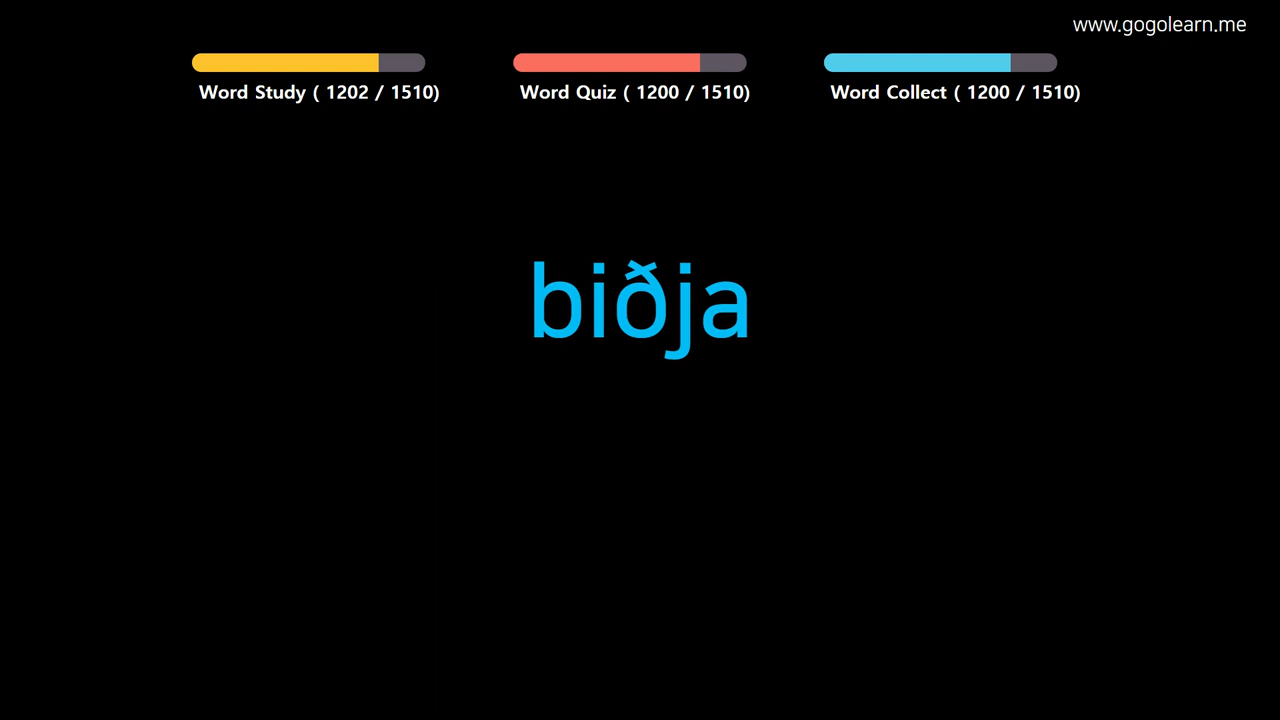 www.gogolearn.me
Word Study ( 1202 / 1510)
Word Quiz ( 1200 / 1510)
Word Collect ( 1200 / 1510)
biðja